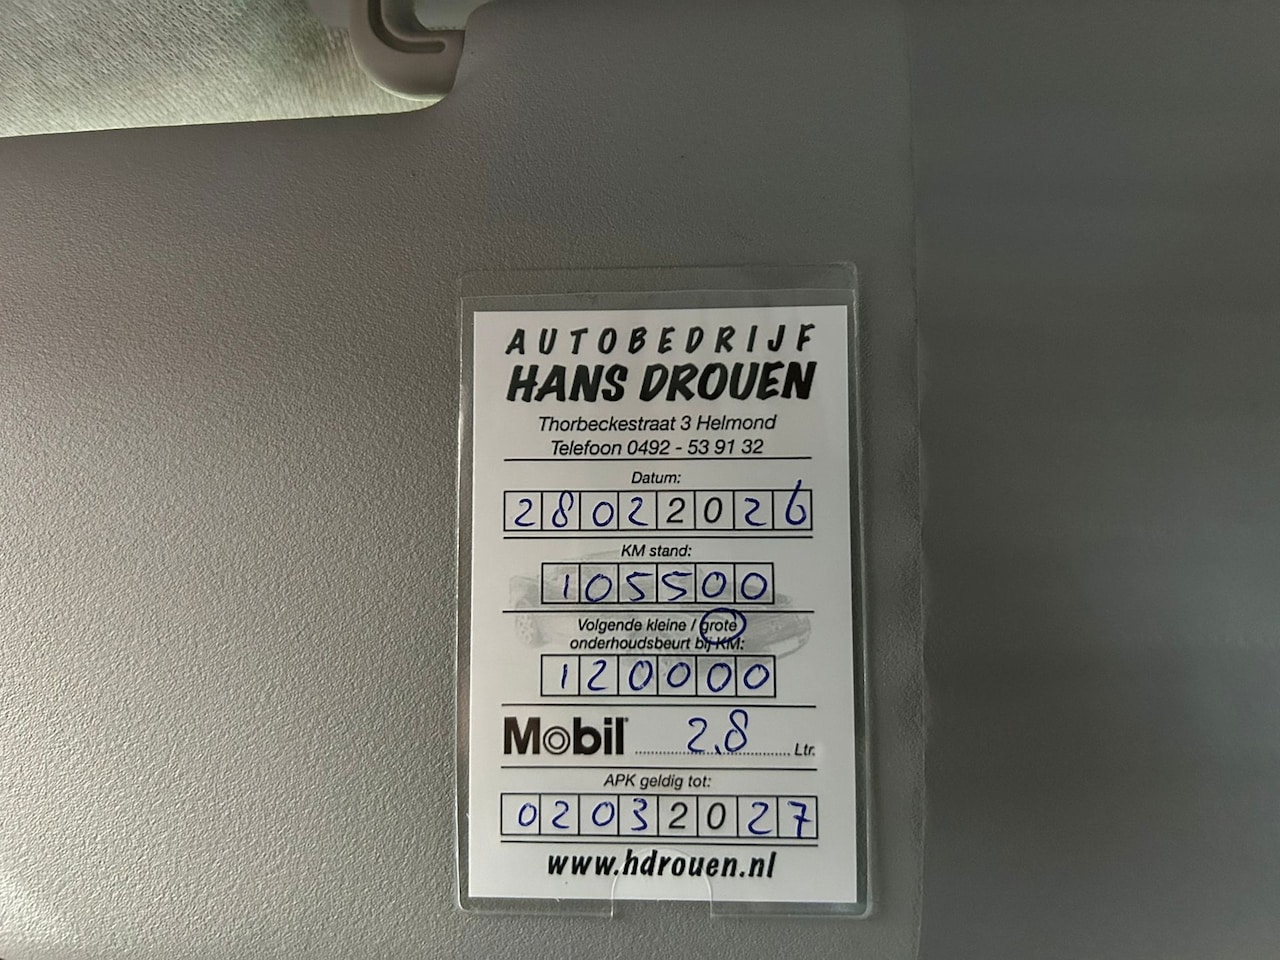 AUTOBEDRIJF
HANS DROUEN
Thorbeckestraat 3 Helmond
Telefoon 0492 - 53 91 32
Datum:
28022026
KM stand:
105500
Volgende kleine / grote
onderhoudsbeurt bij KM:
120000
Mobil 2,8 Ltr.
APK geldig tot:
02032027
www.hdrouen.nl